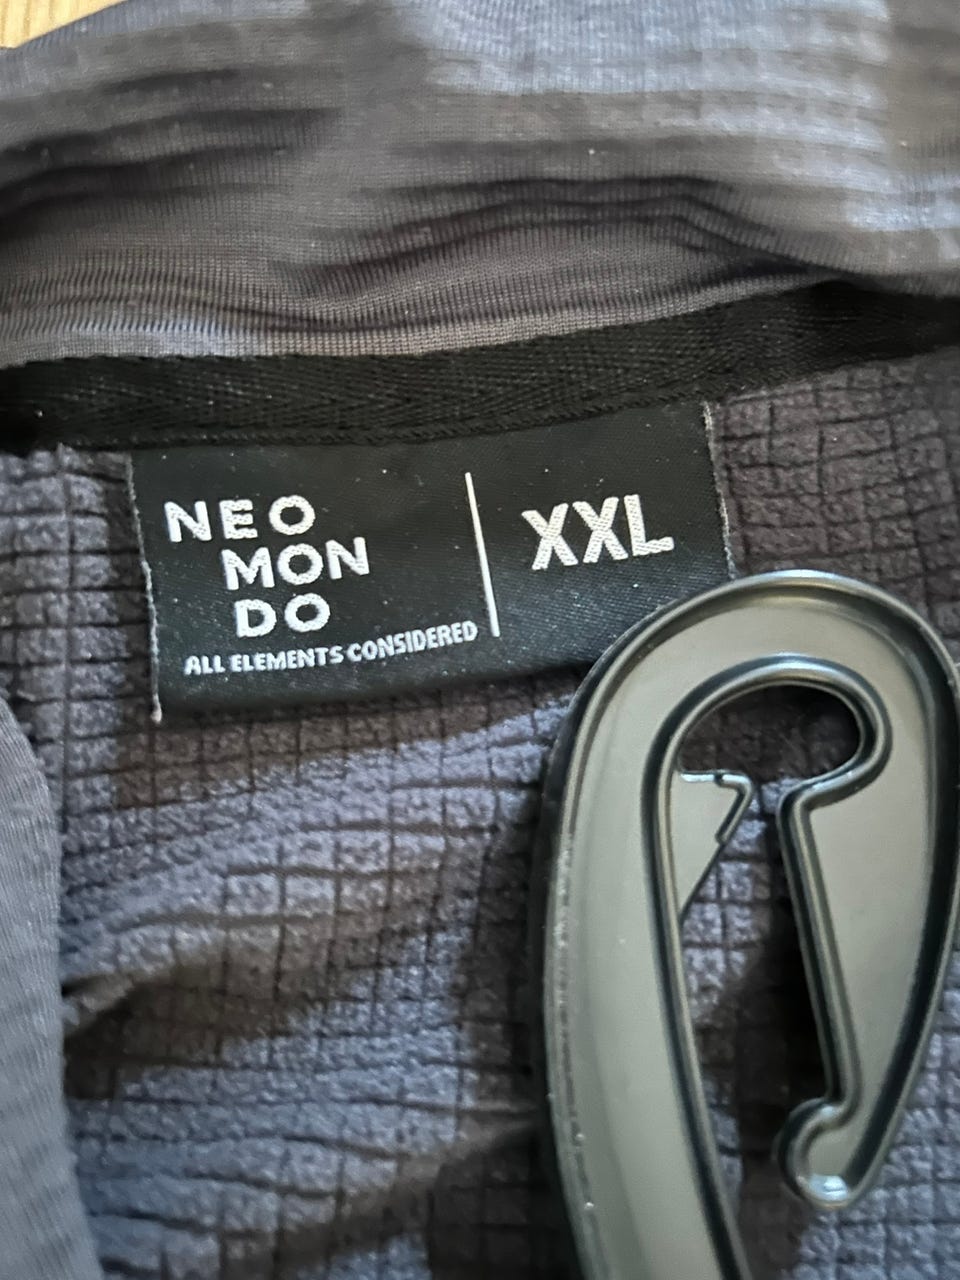 NEO
MON
DO
ALL ELEMENTS CONSIDERED
XXL